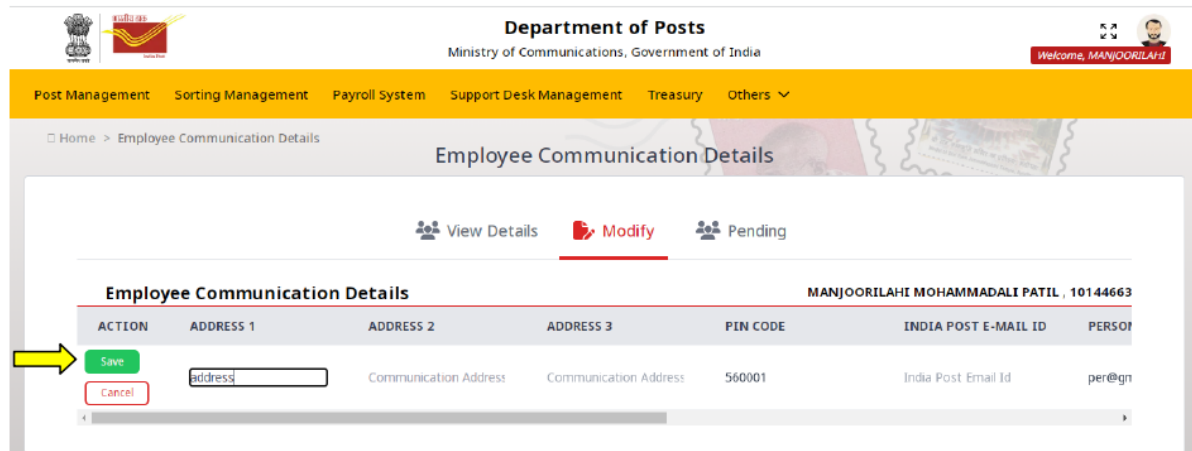 Department of Posts
Ministry of Communications, Government of India
Welcome, MANJOORILAHI
Post Management Sorting Management Payroll System Support Desk Management Treasury Others
Home > Employee Communication Details
Employee Communication Details
View Details Modify Pending
Employee Communication Details MANJOORILAHI MOHAMMADALI PATIL , 10144663
ACTION ADDRESS 1 ADDRESS 2 ADDRESS 3 PIN CODE INDIA POST E-MAIL ID PERSON
Save
address Communication Address Communication Address 560001 India Post Email Id per@gm
Cancel